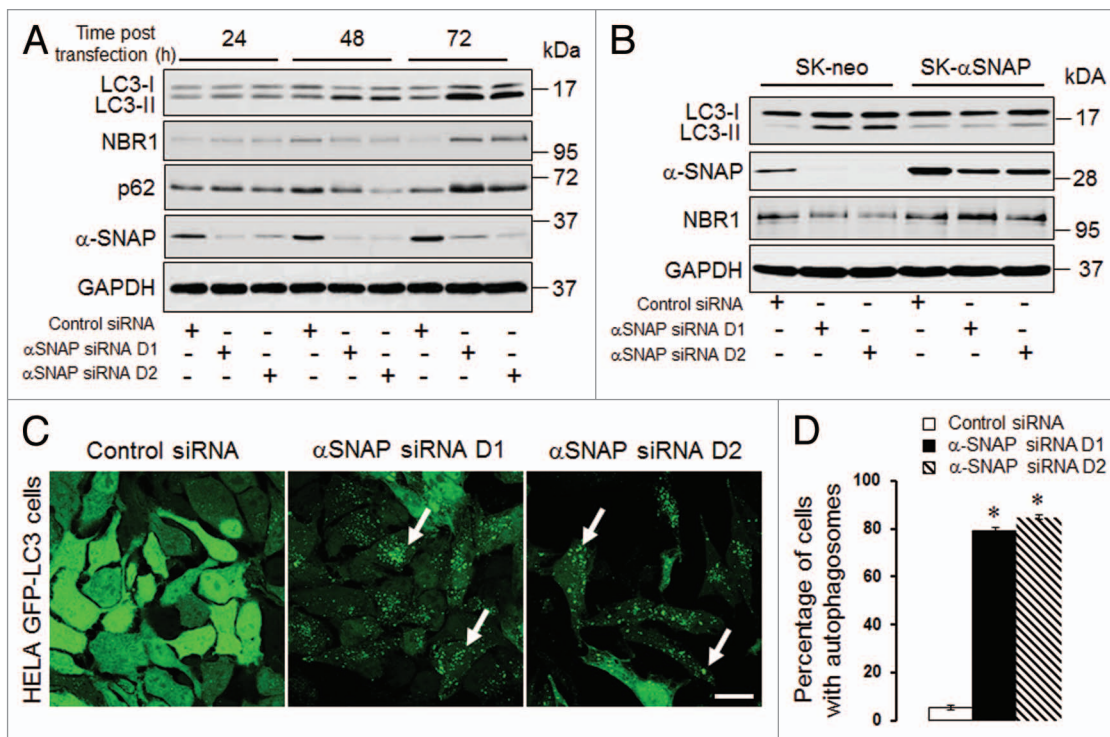 A
Time post
transfection (h)
24 48 72
kDa
LC3-I
LC3-II
17
NBR1
95
p62
72
α-SNAP
37
GAPDH
37
Control siRNA + - - + - - + - -
αSNAP siRNA D1 - + - - + - - + -
αSNAP siRNA D2 - - + - - + - - +
B
SK-neo SK-αSNAP
kDA
LC3-I
LC3-II
17
α-SNAP
28
NBR1
95
GAPDH
37
Control siRNA + - - + - -
αSNAP siRNA D1 - + - - + -
αSNAP siRNA D2 - - + - - +
C
Control siRNA αSNAP siRNA D1 αSNAP siRNA D2
HELA GFP-LC3 cells
D
Control siRNA
α-SNAP siRNA D1
α-SNAP siRNA D2
Percentage of cells
with autophagosomes
100
80
60
40
20
0
* *